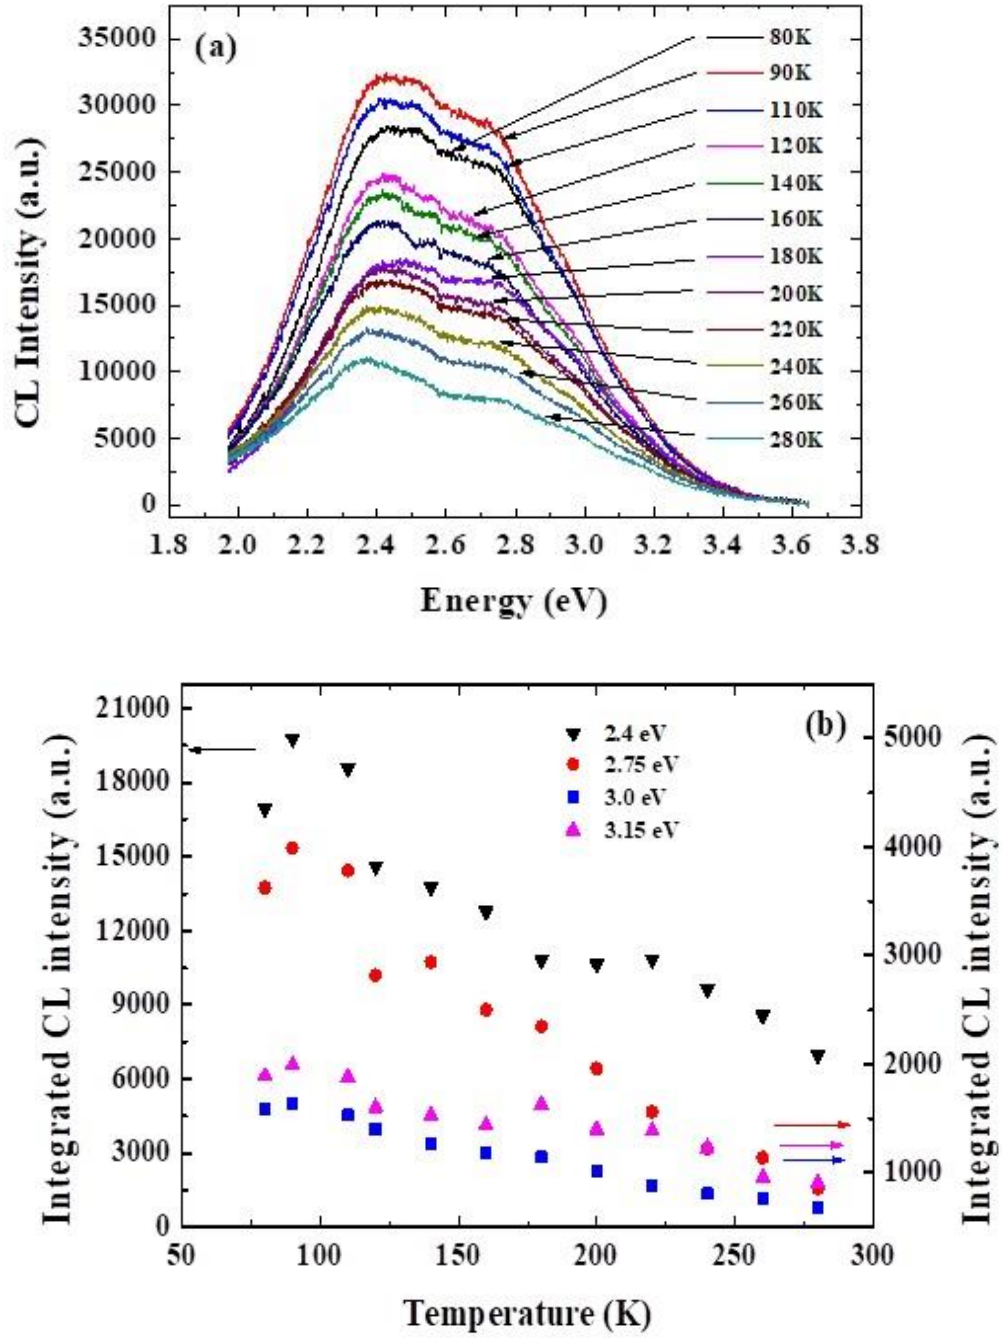 35000
30000
25000
20000
15000
10000
5000
0
CL Intensity (a.u.)
(a)
80K
90K
110K
120K
140K
160K
180K
200K
220K
240K
260K
280K
1.8 2.0 2.2 2.4 2.6 2.8 3.0 3.2 3.4 3.6 3.8
Energy (eV)
21000
18000
15000
12000
9000
6000
3000
0
Integrated CL intensity (a.u.)
(b)
2.4 eV
2.75 eV
3.0 eV
3.15 eV
5000
4000
3000
2000
1000
Integrated CL intensity (a.u.)
50 100 150 200 250 300
Temperature (K)